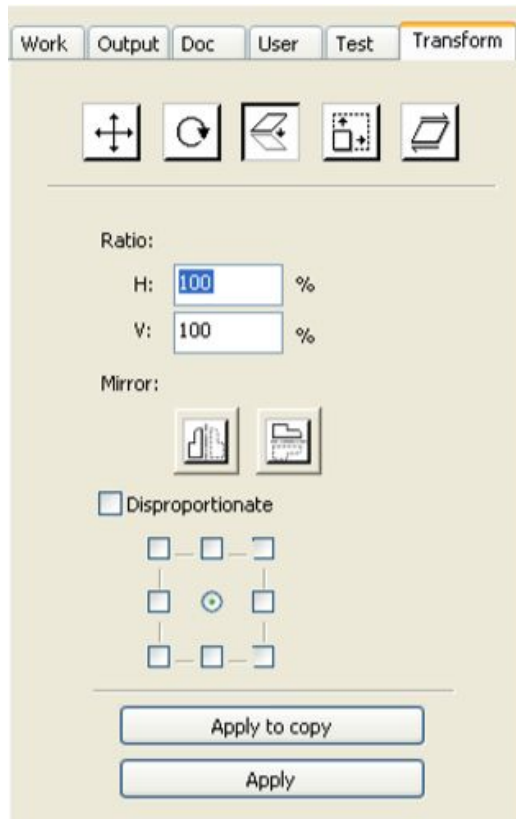 Work Output Doc User Test Transform
Ratio:
H: 100 %
V: 100 %
Mirror:
Disproportionate
Apply to copy
Apply